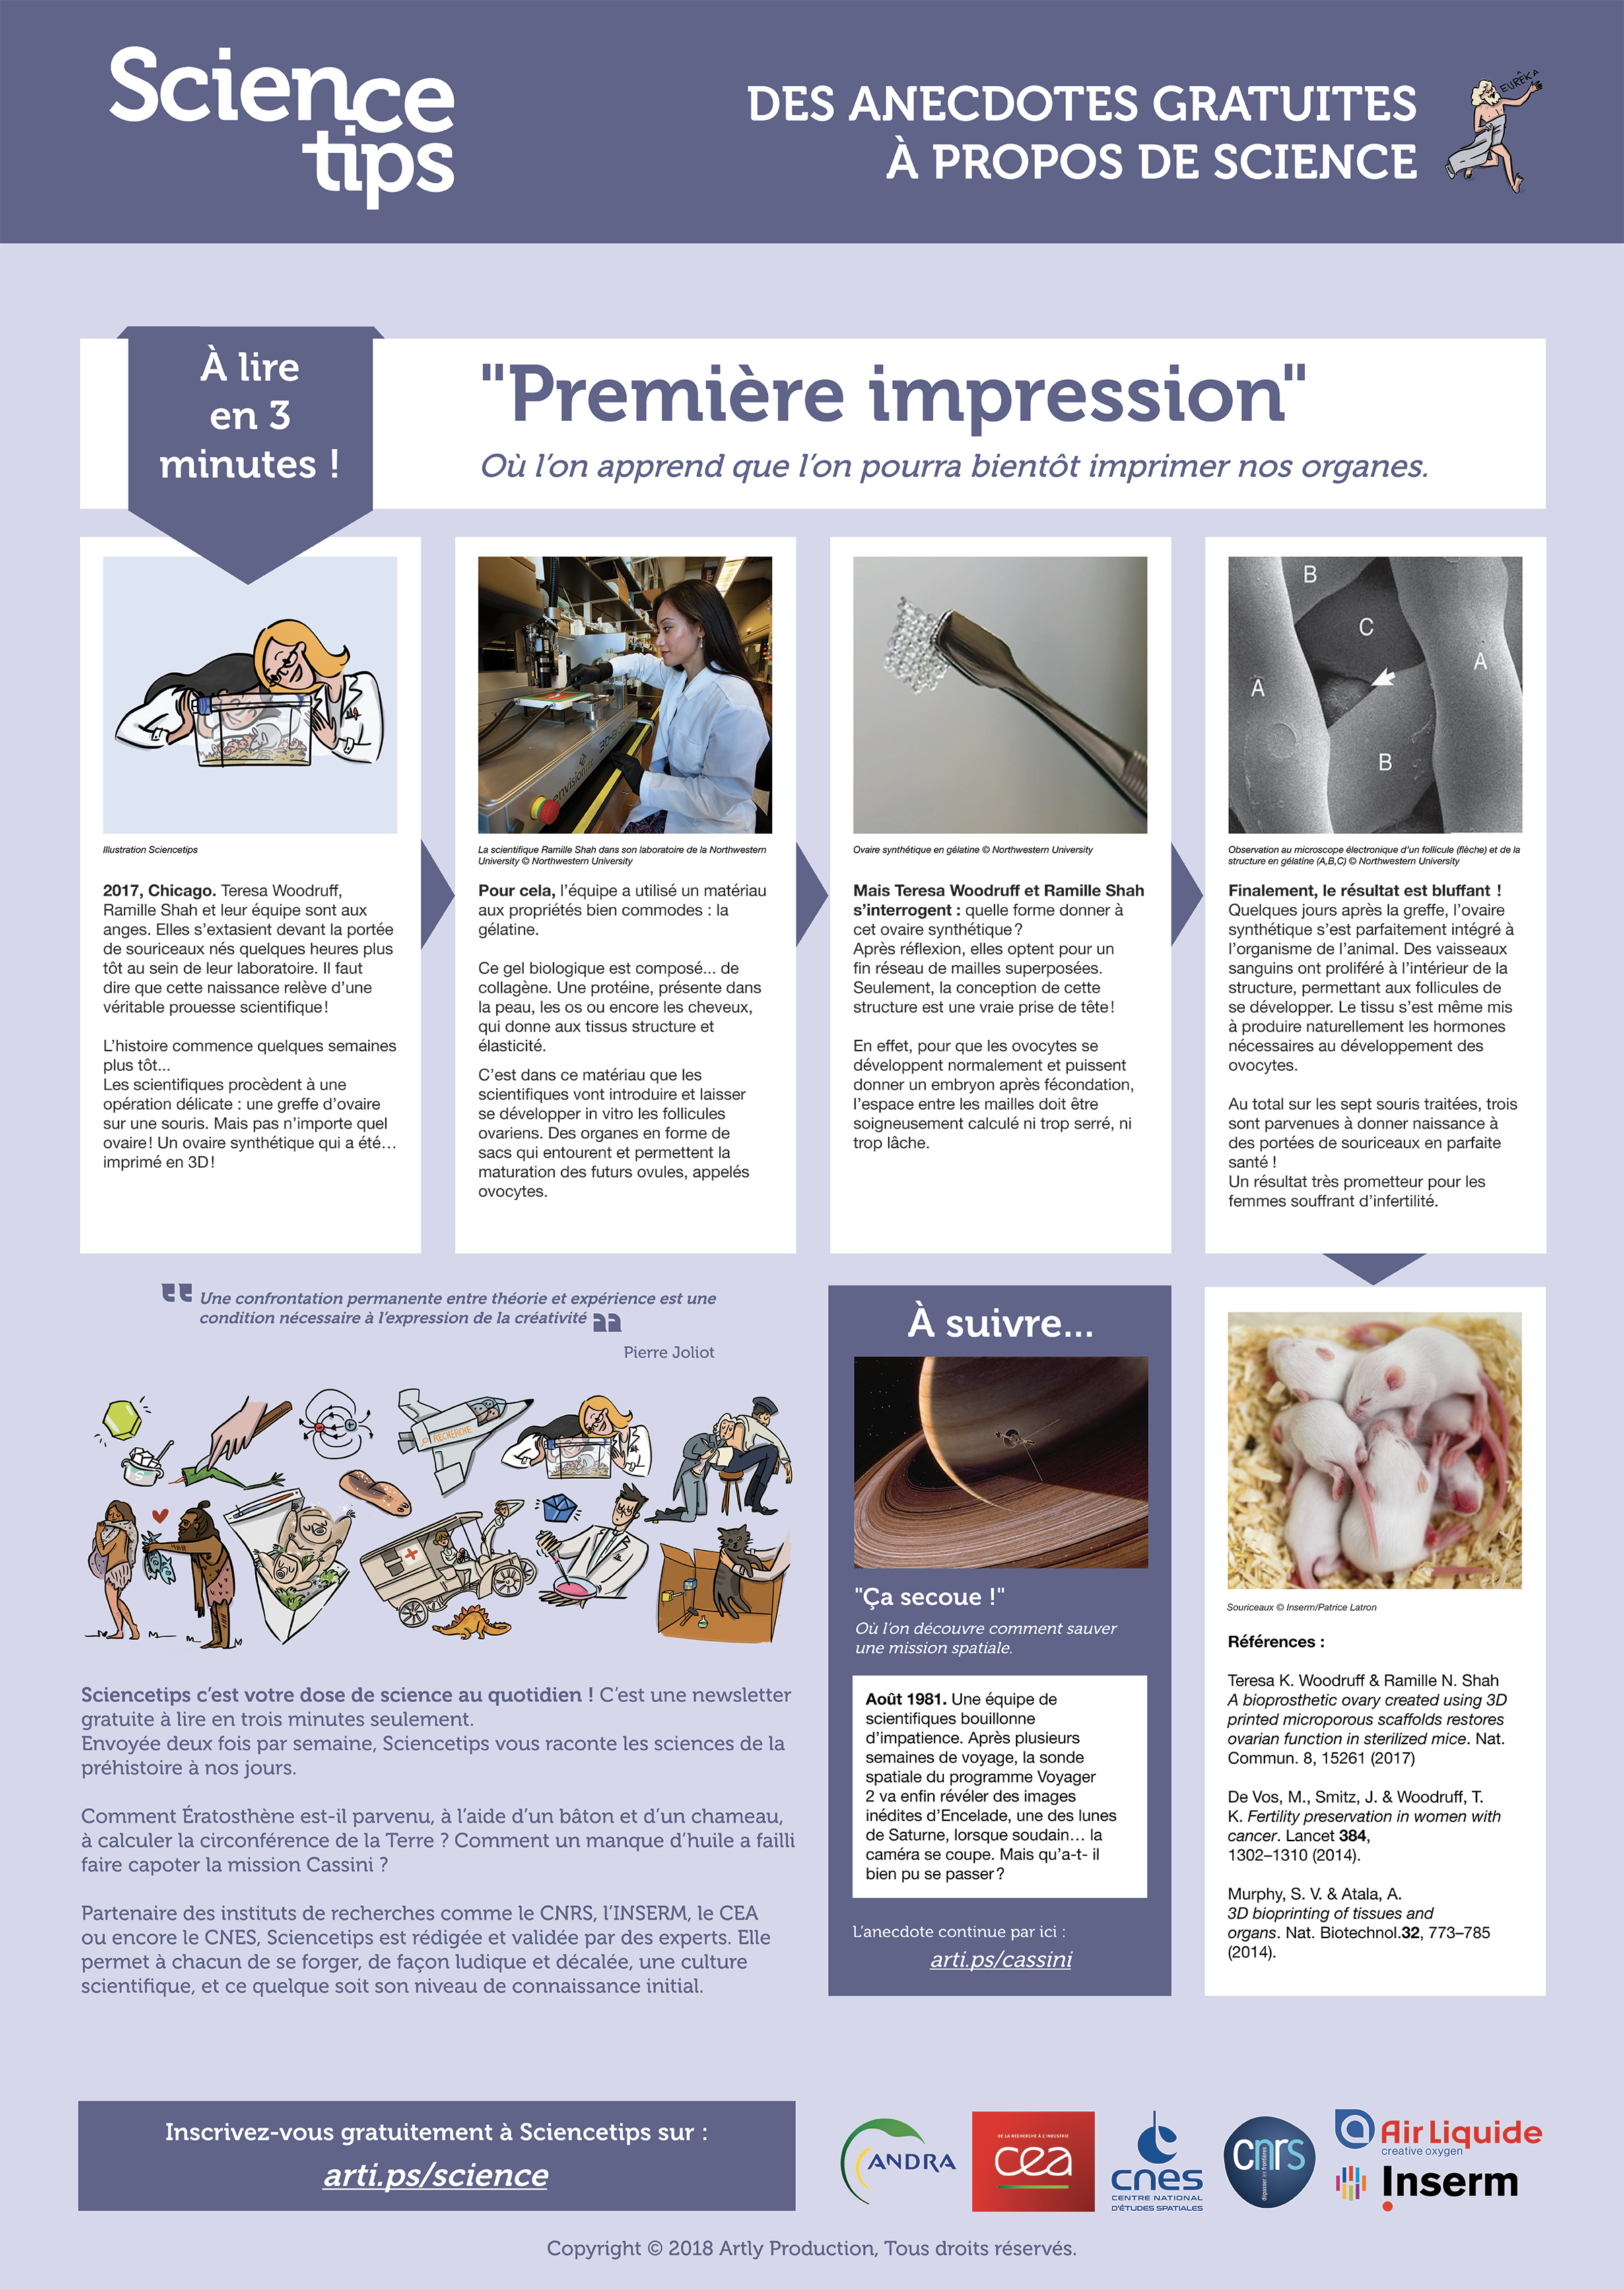 Science
tips
DES ANECDOTES GRATUITES
À PROPOS DE SCIENCE
EURÊKA
À lire
en 3
minutes !
"Première impression"
Où l’on apprend que l’on pourra bientôt imprimer nos organes.
Illustration Sciencetips
2017, Chicago. Teresa Woodruff,
Ramille Shah et leur équipe sont aux
anges. Elles s’extasient devant la portée
de souriceaux nés quelques heures plus
tôt au sein de leur laboratoire. Il faut
dire que cette naissance relève d’une
véritable prouesse scientifique!
L’histoire commence quelques semaines
plus tôt...
Les scientifiques procèdent à une
opération délicate : une greffe d’ovaire
sur une souris. Mais pas n’importe quel
ovaire! Un ovaire synthétique qui a été…
imprimé en 3D!
envisiontec
La scientifique Ramille Shah dans son laboratoire de la Northwestern
University © Northwestern University
Pour cela, l’équipe a utilisé un matériau
aux propriétés bien commodes : la
gélatine.
Ce gel biologique est composé... de
collagène. Une protéine, présente dans
la peau, les os ou encore les cheveux,
qui donne aux tissus structure et
élasticité.
C’est dans ce matériau que les
scientifiques vont introduire et laisser
se développer in vitro les follicules
ovariens. Des organes en forme de
sacs qui entourent et permettent la
maturation des futurs ovules, appelés
ovocytes.
Ovaire synthétique en gélatine © Northwestern University
Mais Teresa Woodruff et Ramille Shah
s’interrogent : quelle forme donner à
cet ovaire synthétique?
Après réflexion, elles optent pour un
fin réseau de mailles superposées.
Seulement, la conception de cette
structure est une vraie prise de tête!
En effet, pour que les ovocytes se
développent normalement et puissent
donner un embryon après fécondation,
l’espace entre les mailles doit être
soigneusement calculé ni trop serré, ni
trop lâche.
B
C
A
A
B
Observation au microscope électronique d’un follicule (flèche) et de la
structure en gélatine (A,B,C) © Northwestern University
Finalement, le résultat est bluffant !
Quelques jours après la greffe, l’ovaire
synthétique s’est parfaitement intégré à
l’organisme de l’animal. Des vaisseaux
sanguins ont proliféré à l’intérieur de la
structure, permettant aux follicules de
se développer. Le tissu s’est même mis
à produire naturellement les hormones
nécessaires au développement des
ovocytes.
Au total sur les sept souris traitées, trois
sont parvenues à donner naissance à
des portées de souriceaux en parfaite
santé !
Un résultat très prometteur pour les
femmes souffrant d’infertilité.
Une confrontation permanente entre théorie et expérience est une
condition nécessaire à l’expression de la créativité
Pierre Joliot
RECHERCHE
Sciencetips c’est votre dose de science au quotidien ! C’est une newsletter
gratuite à lire en trois minutes seulement.
Envoyée deux fois par semaine, Sciencetips vous raconte les sciences de la
préhistoire à nos jours.
Comment Ératosthène est-il parvenu, à l’aide d’un bâton et d’un chameau,
à calculer la circonférence de la Terre ? Comment un manque d’huile a failli
faire capoter la mission Cassini ?
Partenaire des instituts de recherches comme le CNRS, l’INSERM, le CEA
ou encore le CNES, Sciencetips est rédigée et validée par des experts. Elle
permet à chacun de se forger, de façon ludique et décalée, une culture
scientifique, et ce quelque soit son niveau de connaissance initial.
À suivre...
"Ça secoue !"
Où l’on découvre comment sauver
une mission spatiale.
Août 1981. Une équipe de
scientifiques bouillonne
d’impatience. Après plusieurs
semaines de voyage, la sonde
spatiale du programme Voyager
2 va enfin révéler des images
inédites d’Encelade, une des lunes
de Saturne, lorsque soudain… la
caméra se coupe. Mais qu’a-t- il
bien pu se passer?
L’anecdote continue par ici :
arti.ps/cassini
Souriceaux © Inserm/Patrice Latron
Références :
Teresa K. Woodruff & Ramille N. Shah
A bioprosthetic ovary created using 3D
printed microporous scaffolds restores
ovarian function in sterilized mice. Nat.
Commun. 8, 15261 (2017)
De Vos, M., Smitz, J. & Woodruff, T.
K. Fertility preservation in women with
cancer. Lancet 384,
1302–1310 (2014).
Murphy, S. V. & Atala, A.
3D bioprinting of tissues and
organs. Nat. Biotechnol.32, 773–785
(2014).
Inscrivez-vous gratuitement à Sciencetips sur :
arti.ps/science
ANDRA
DE LA RECHERCHE À L’INDUSTRIE
cea
cnes
CENTRE NATIONAL
D’ÉTUDES SPATIALES
cnrs
dépasser les frontières
Air Liquide
creative oxygen
Inserm
Copyright © 2018 Artly Production, Tous droits réservés.